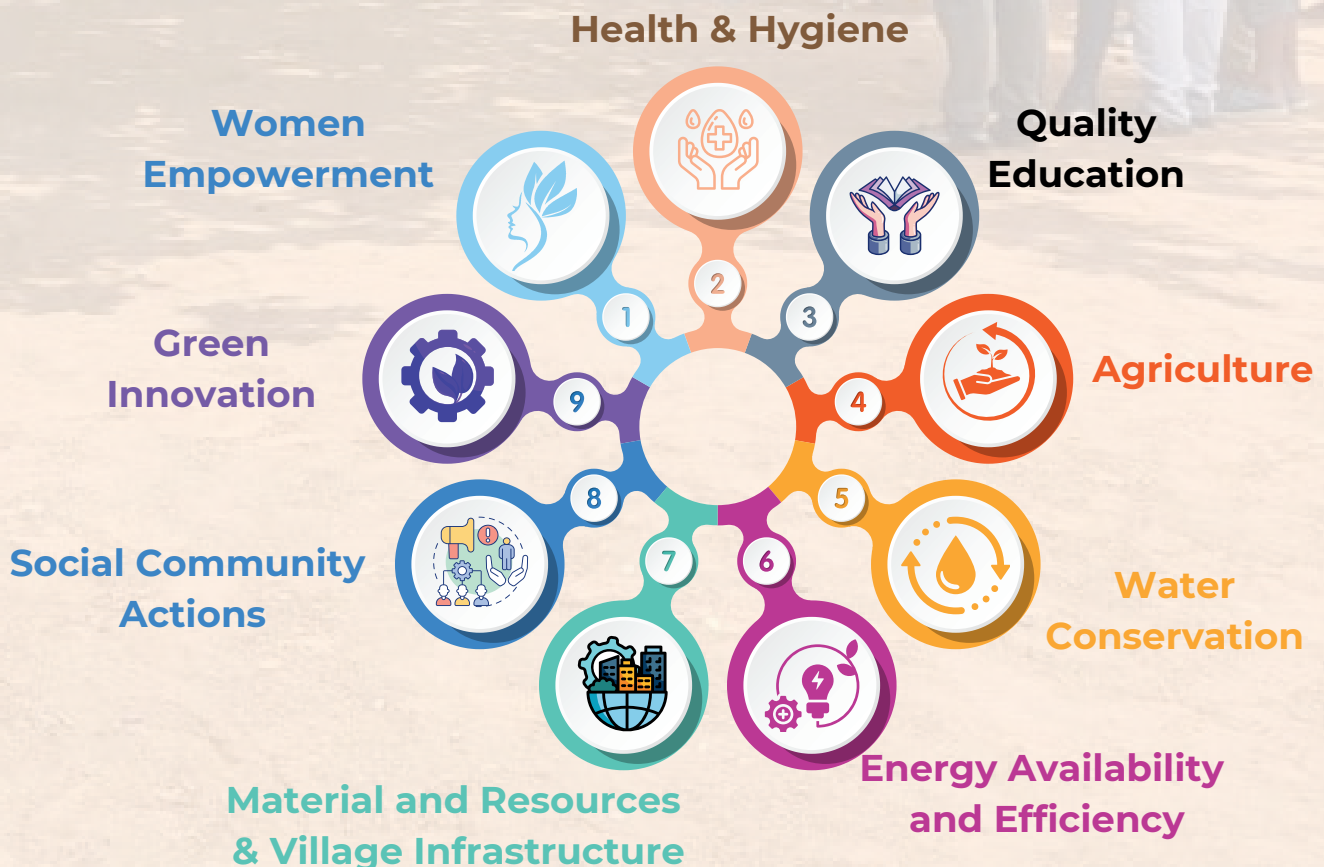 Health & Hygiene
Women
Empowerment
Quality
Education
2
1
3
Green
Innovation
Agriculture
9
4
8
5
Social Community
Actions
7
6
Water
Conservation
Energy Availability
and Efficiency
Material and Resources
& Village Infrastructure